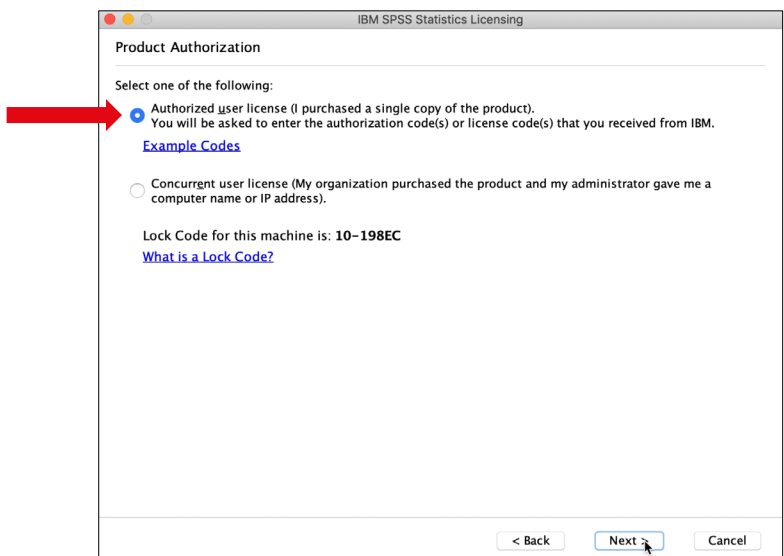 IBM SPSS Statistics Licensing
Product Authorization
Select one of the following:
Authorized user license (I purchased a single copy of the product).
You will be asked to enter the authorization code(s) or license code(s) that you received from IBM.
Example Codes
Concurrent user license (My organization purchased the product and my administrator gave me a
computer name or IP address).
Lock Code for this machine is: 10-198EC
What is a Lock Code?
< Back Next > Cancel